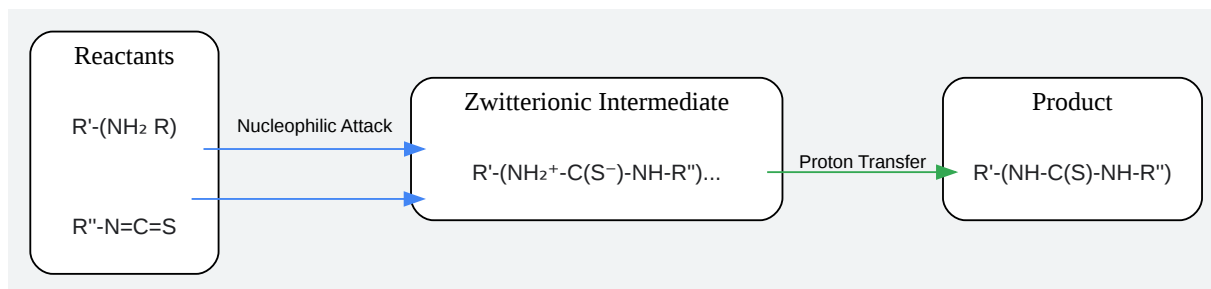 Reactants
R'-(NH₂ R)
R"-N=C=S
Nucleophilic Attack
Zwitterionic Intermediate
R'-(NH₂⁺-C(S⁻)-NH-R")...
Proton Transfer
Product
R'-(NH-C(S)-NH-R")